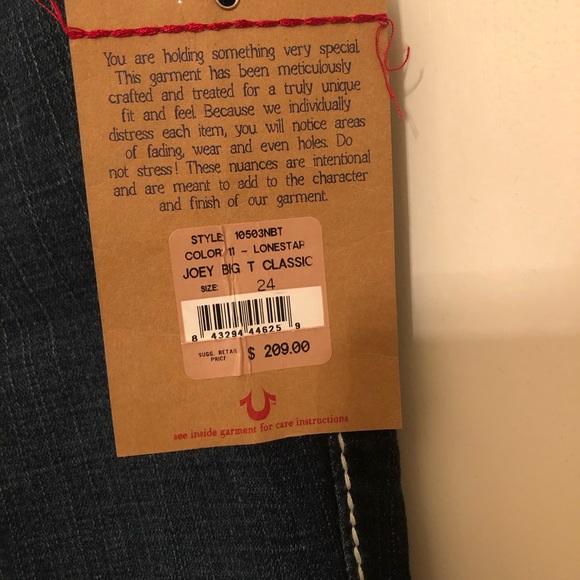 You are holding something very special
This garment has been meticulously
crafted and treated for a truly unique
fit and feel. Because we individually
distress each item, you will notice areas
of fading, wear and even holes. Do
not stress! These nuances are intentional
and are meant to add to the character
and finish of our garment.
STYLE: 10503NBT
COLOR: 11 - LONESTAR
JOEY BIG T CLASSIC
SIZE: 24
8 43294 44625 9
SUGG. RETAIL
PRICE $ 209.00
see inside garment for care instructions